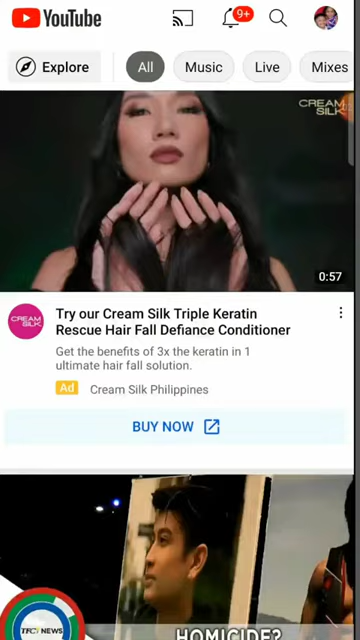 YouTube
9+
Explore
All
Music
Live
Mixes
CREAM
SILK
0:57
CREAM
SILK
Try our Cream Silk Triple Keratin
Rescue Hair Fall Defiance Conditioner
Get the benefits of 3x the keratin in 1
ultimate hair fall solution.
Ad
Cream Silk Philippines
BUY NOW
NEWS
HOMICIDE?